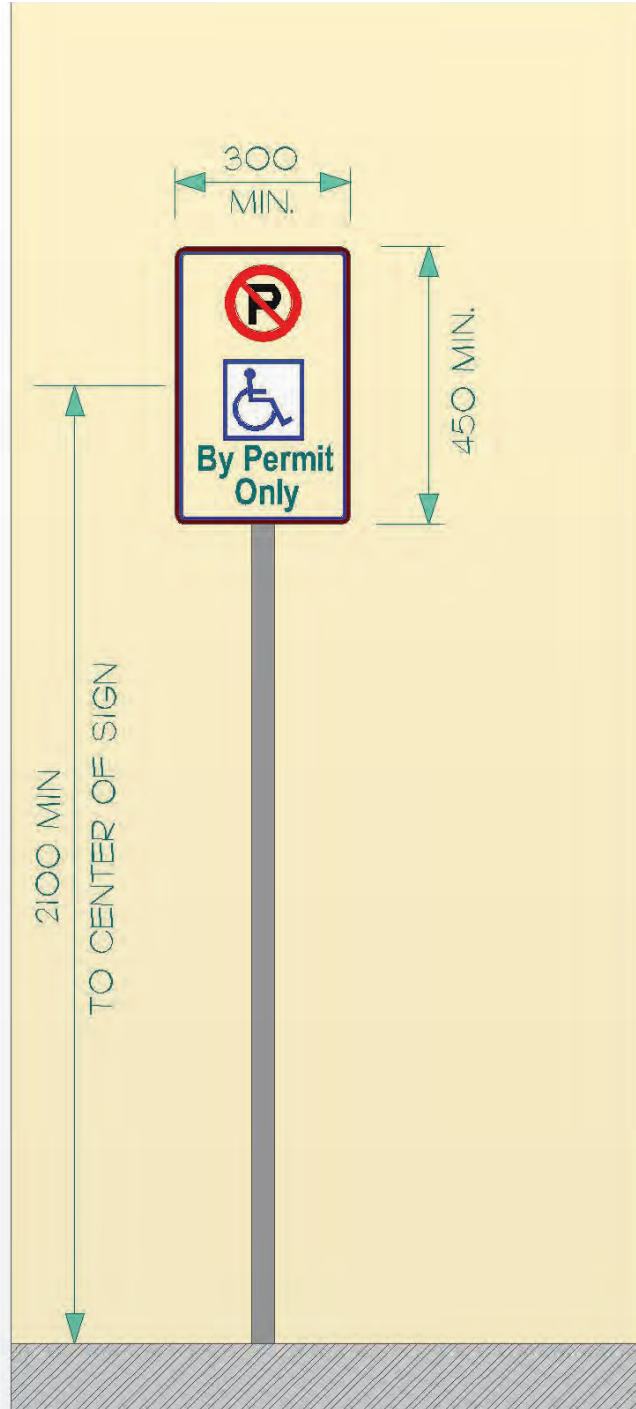 300
MIN.
450 MIN.
P
By Permit
Only
2100 MIN
TO CENTER OF SIGN